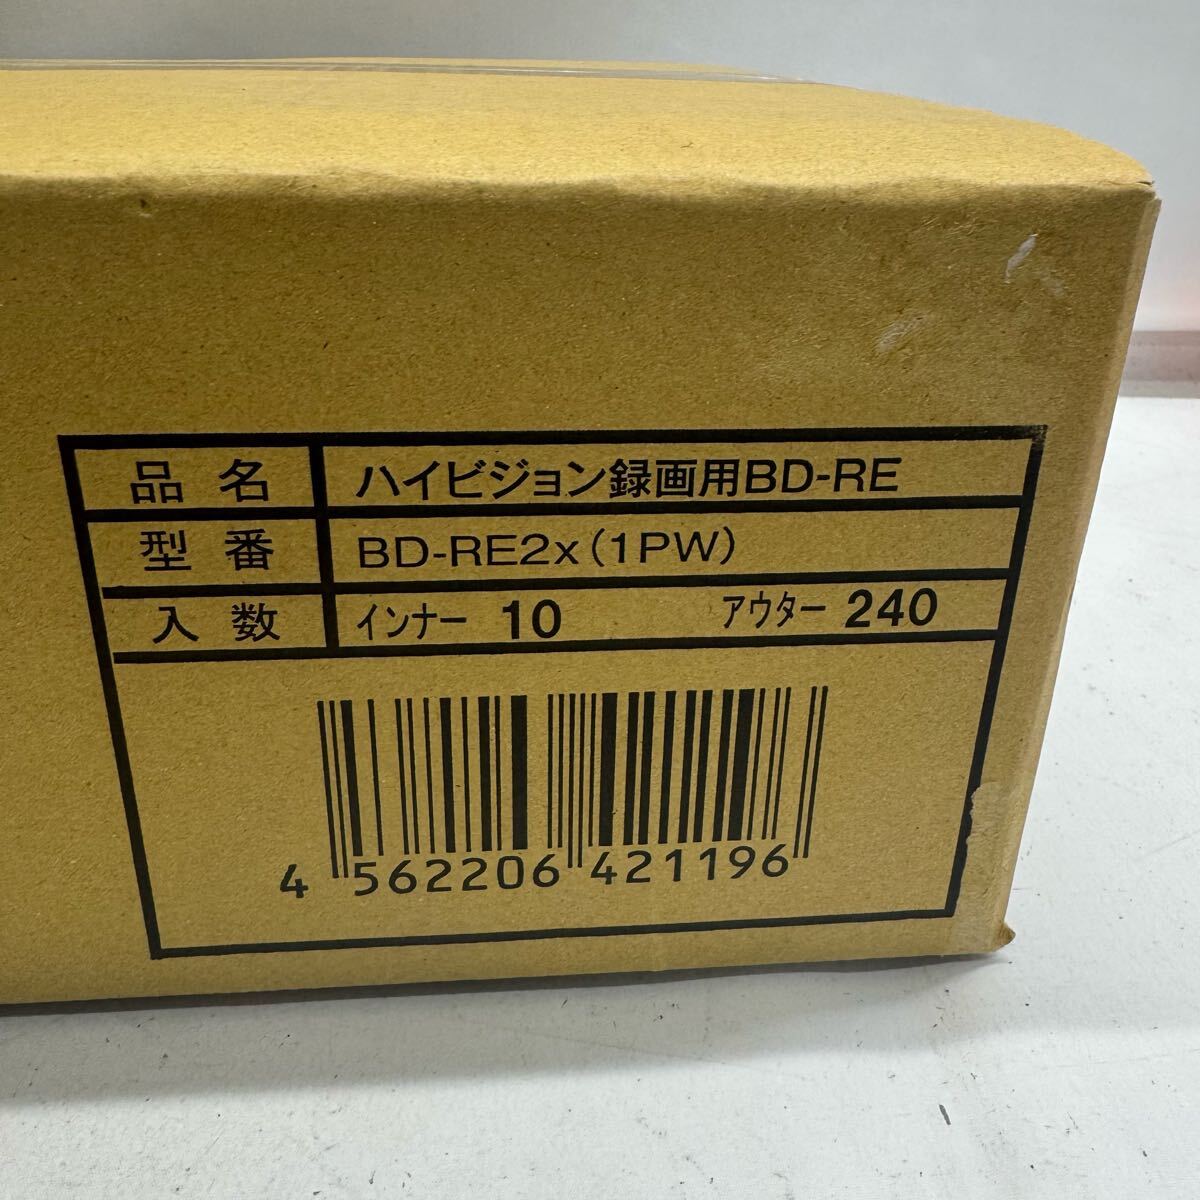 品名 ハイビジョン録画用BD-RE
型番 BD-RE2x(1PW)
入数 インナー 10 アウター 240
4 562206 421196